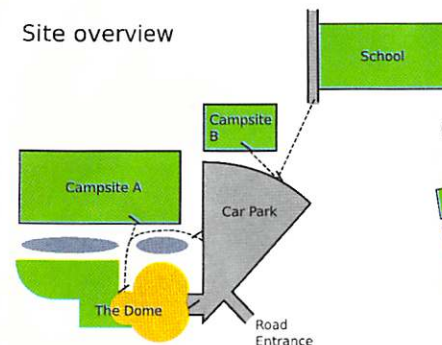 Site overview
School
Campsite
B
Campsite A
Car Park
The Dome
Road
Entrance